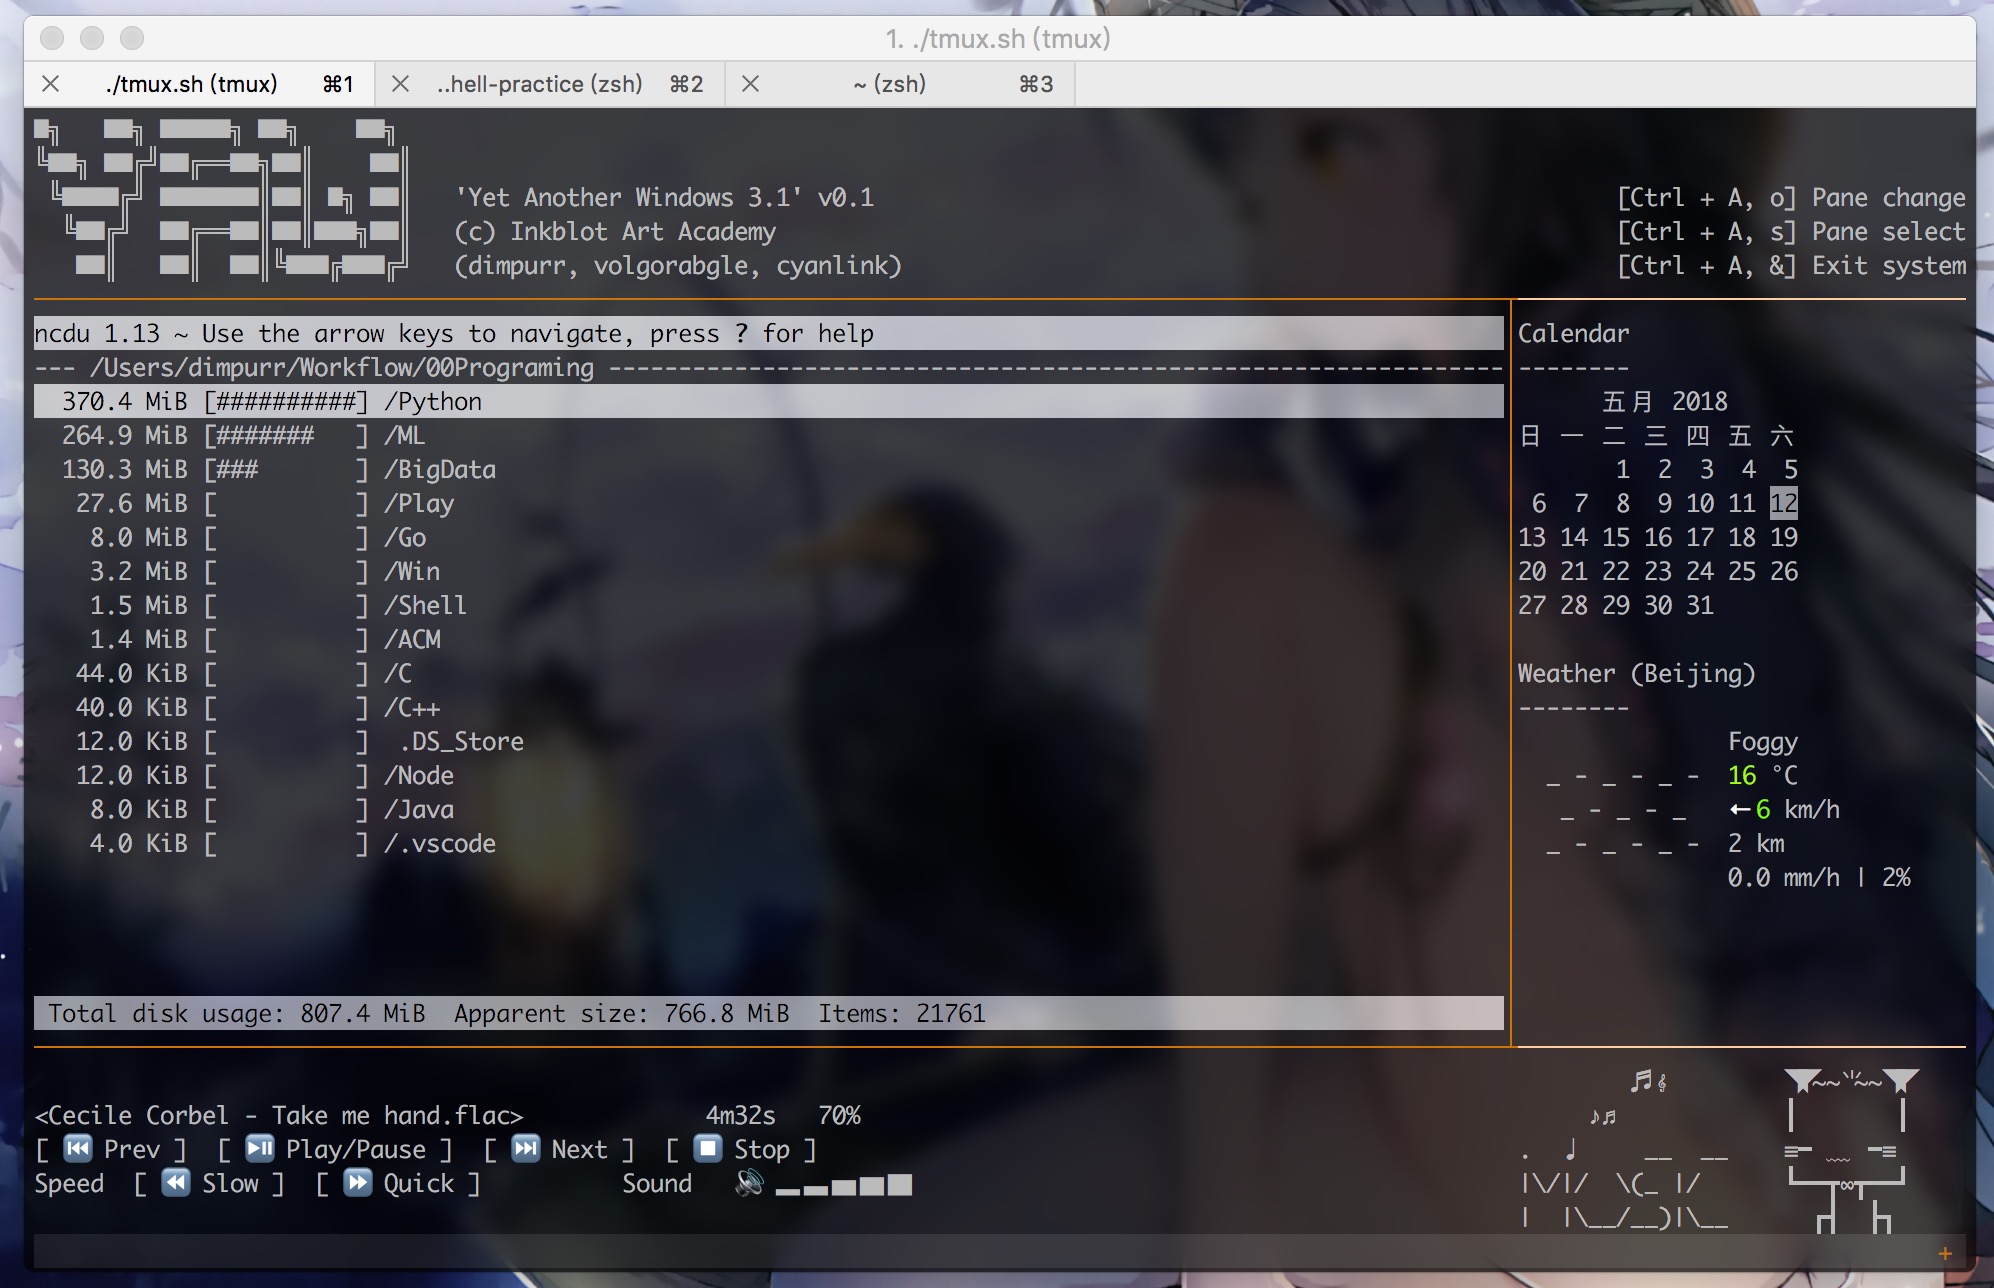 1. ./tmux.sh (tmux)
./tmux.sh (tmux) ⌘1 ..hell-practice (zsh) ⌘2 ~ (zsh) ⌘3
YAW
'Yet Another Windows 3.1' v0.1 [Ctrl + A, o] Pane change
(c) Inkblot Art Academy [Ctrl + A, s] Pane select
(dimpurr, volgorabgle, cyanlink) [Ctrl + A, &] Exit system
ncdu 1.13 ~ Use the arrow keys to navigate, press ? for help
--- /Users/dimpurr/Workflow/00Programing ----------------------------------------------------------------
370.4 MiB [##########] /Python
264.9 MiB [#######   ] /ML
130.3 MiB [###       ] /BigData
27.6 MiB [          ] /Play
8.0 MiB [          ] /Go
3.2 MiB [          ] /Win
1.5 MiB [          ] /Shell
1.4 MiB [          ] /ACM
44.0 KiB [          ] /C
40.0 KiB [          ] /C++
12.0 KiB [          ]  .DS_Store
12.0 KiB [          ] /Node
8.0 KiB [          ] /Java
4.0 KiB [          ] /.vscode
Total disk usage: 807.4 MiB  Apparent size: 766.8 MiB  Items: 21761
Calendar
--------
五月 2018
日 一 二 三 四 五 六
1 2 3 4 5
6 7 8 9 10 11 12
13 14 15 16 17 18 19
20 21 22 23 24 25 26
27 28 29 30 31
Weather (Beijing)
--------
Foggy
_ - _ - _ - 16 °C
_ - _ - _ ←6 km/h
_ - _ - _ - 2 km
0.0 mm/h | 2%
<Cecile Corbel - Take me hand.flac> 4m32s 70%
[ ⏮ Prev ] [ ⏯ Play/Pause ] [ ⏭ Next ] [ ⏹ Stop ]
Speed [ ⏪ Slow ] [ ⏩ Quick ] Sound 🔊
+